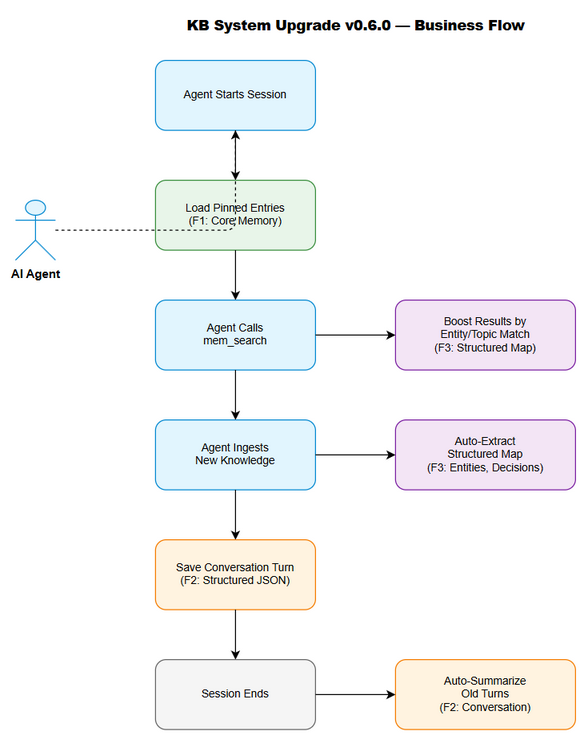 KB System Upgrade v0.6.0 — Business Flow
Agent Starts Session
Load Pinned Entries
(F1: Core Memory)
AI Agent
Agent Calls
mem_search
Boost Results by
Entity/Topic Match
(F3: Structured Map)
Agent Ingests
New Knowledge
Auto-Extract
Structured Map
(F3: Entities, Decisions)
Save Conversation Turn
(F2: Structured JSON)
Session Ends
Auto-Summarize
Old Turns
(F2: Conversation)